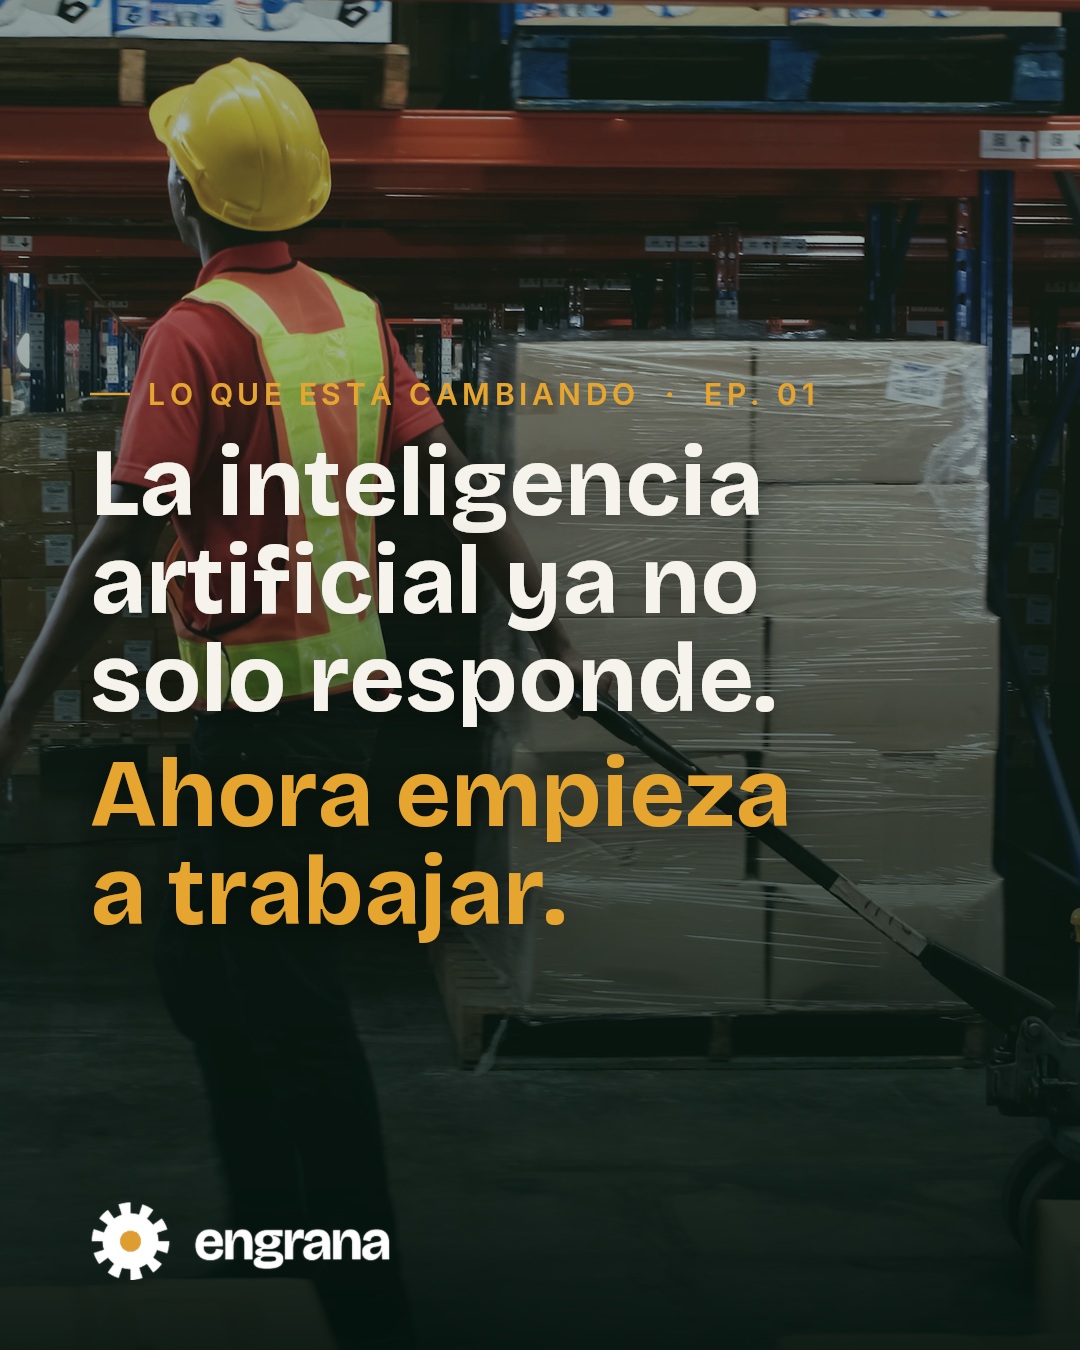 LO QUE ESTÁ CAMBIANDO · EP. 01
La inteligencia
artificial ya no
solo responde.
Ahora empieza
a trabajar.
engrana